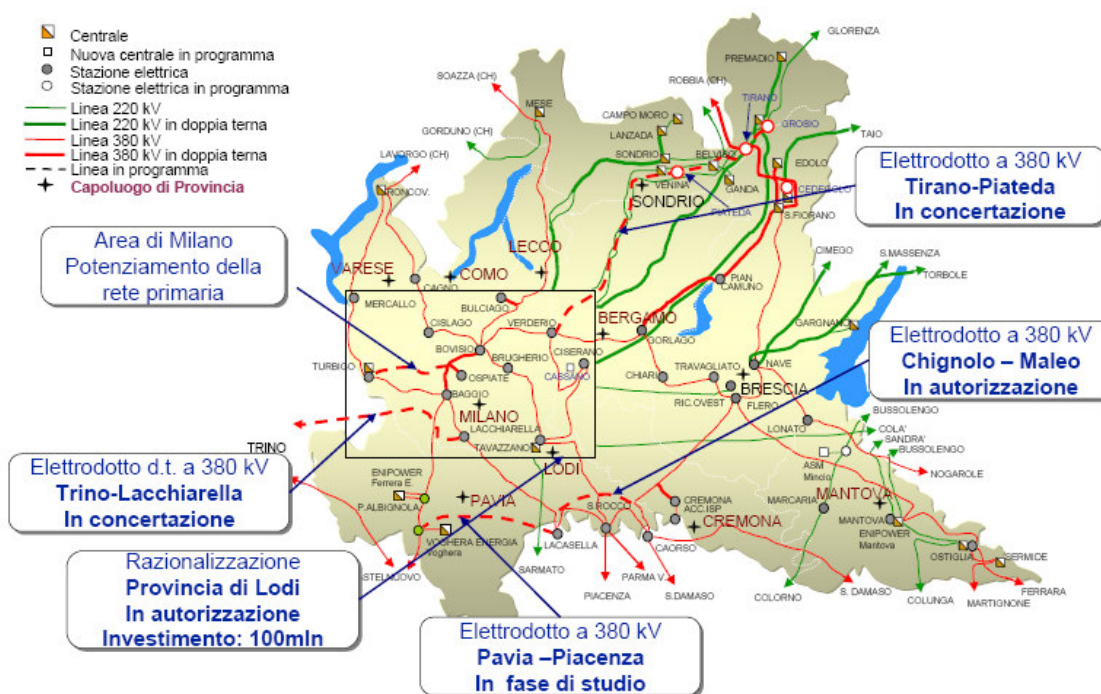 Centrale
Nuova centrale in programma
Stazione elettrica
Stazione elettrica in programma
Linea 220 kV
Linea 220 kV in doppia terna
Linea 380 kV
Linea 380 kV in doppia terna
Linea in programma
Capoluogo di Provincia
GLORENZA
PREMADIO
SOAZZA (CH)
ROBBIA (CH)
TIRANO
MESE
CAMPO MORO
GROSIO
GORDUNO (CH)
LANZADA
TAIO
SONDRIO
BELVISO
EDOLO
LAVORGO (CH)
RONCOV.
VENINA
GANDA
CEDEGOLO
SONDRIO
PIATEDA
S.FIORANO
Elettrodotto a 380 kV
Tirano-Piateda
In concertazione
Area di Milano
Potenziamento della
rete primaria
LECCO
CIMEGO
S.MASSENZA
TORBOLE
VARESE
COMO
CAGNO
PIAN
CAMUNO
MERCALLO
BULCIAGO
BERGAMO
GARGNANO
CISLAGO
VERDERIO
GORLAGO
Elettrodotto a 380 kV
Chignolo – Maleo
In autorizzazione
BOVISIO
BRUGHERIO
CISERANO
TURBIGO
OSPIATE
CASSANO
CHIARI
TRAVAGLIATO
NAVE
BRESCIA
BAGGIO
RIC.OVEST
FLERO
MILANO
LACCHIARELLA
TAVAZZANO
LONATO
BUSSOLENGO
COLA'
SANDRA'
BUSSOLENGO
TRINO
LODI
NOGAROLE
Elettrodotto d.t. a 380 kV
Trino-Lacchiarella
In concertazione
ENIPOWER
Ferrera E.
P.ALBIGNOLA
PAVIA
ASM
Mincio
MARCARIA
MANTOVA
S.ROCCO
CREMONA
ACC.ISP
CREMONA
MANTOVA
ENIPOWER
Mantova
VOGHERA ENERGIA
Voghera
LACASELLA
CAORSO
OSTIGLIA
SERMIDE
Razionalizzazione
Provincia di Lodi
In autorizzazione
Investimento: 100mln
ASTELNUOVO
SARMATO
PIACENZA
PARMA V.
S.DAMASO
COLORNO
S. DAMASO
COLUNGA
MARTIGNONE
FERRARA
Elettrodotto a 380 kV
Pavia –Piacenza
In fase di studio